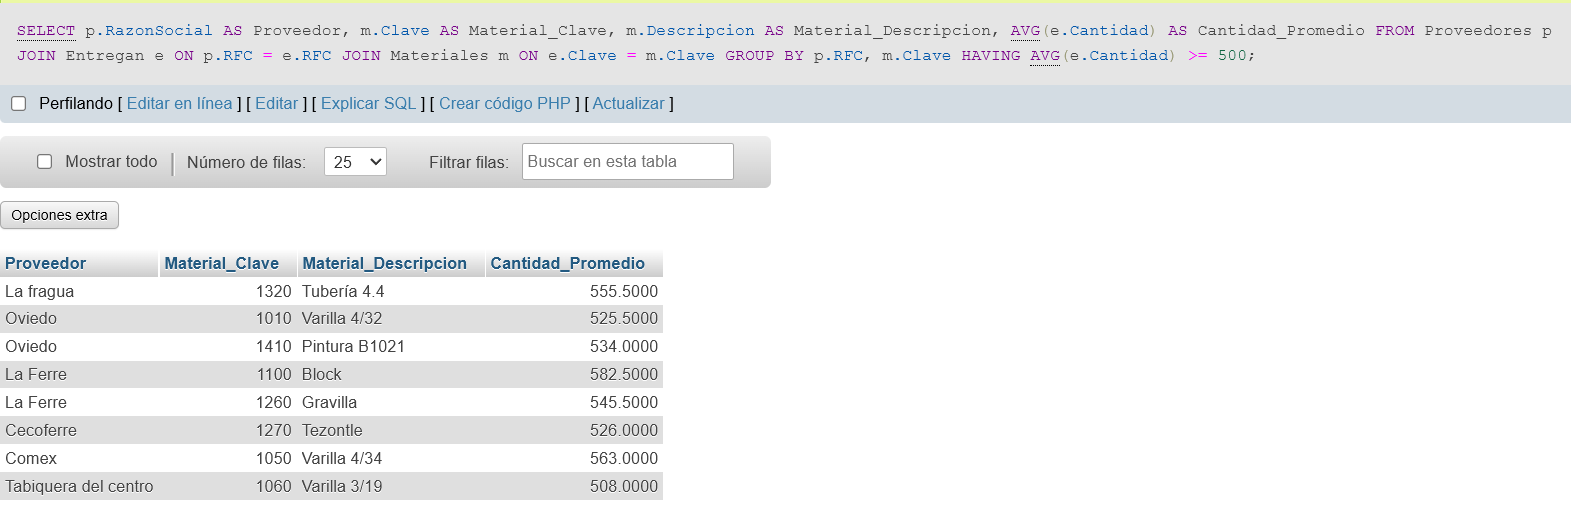 SELECT p.RazonSocial AS Proveedor, m.Clave AS Material_Clave, m.Descripcion AS Material_Descripcion, AVG(e.Cantidad) AS Cantidad_Promedio FROM Proveedores p
JOIN Entregan e ON p.RFC = e.RFC JOIN Materiales m ON e.Clave = m.Clave GROUP BY p.RFC, m.Clave HAVING AVG(e.Cantidad) >= 500;
Perfilando [ Editar en línea ] [ Editar ] [ Explicar SQL ] [ Crear código PHP ] [ Actualizar ]
Mostrar todo Número de filas: 25 Filtrar filas: Buscar en esta tabla
Opciones extra
Proveedor Material_Clave Material_Descripcion Cantidad_Promedio
La fragua 1320 Tubería 4.4 555.5000
Oviedo 1010 Varilla 4/32 525.5000
Oviedo 1410 Pintura B1021 534.0000
La Ferre 1100 Block 582.5000
La Ferre 1260 Gravilla 545.5000
Cecoferre 1270 Tezontle 526.0000
Comex 1050 Varilla 4/34 563.0000
Tabiquera del centro 1060 Varilla 3/19 508.0000